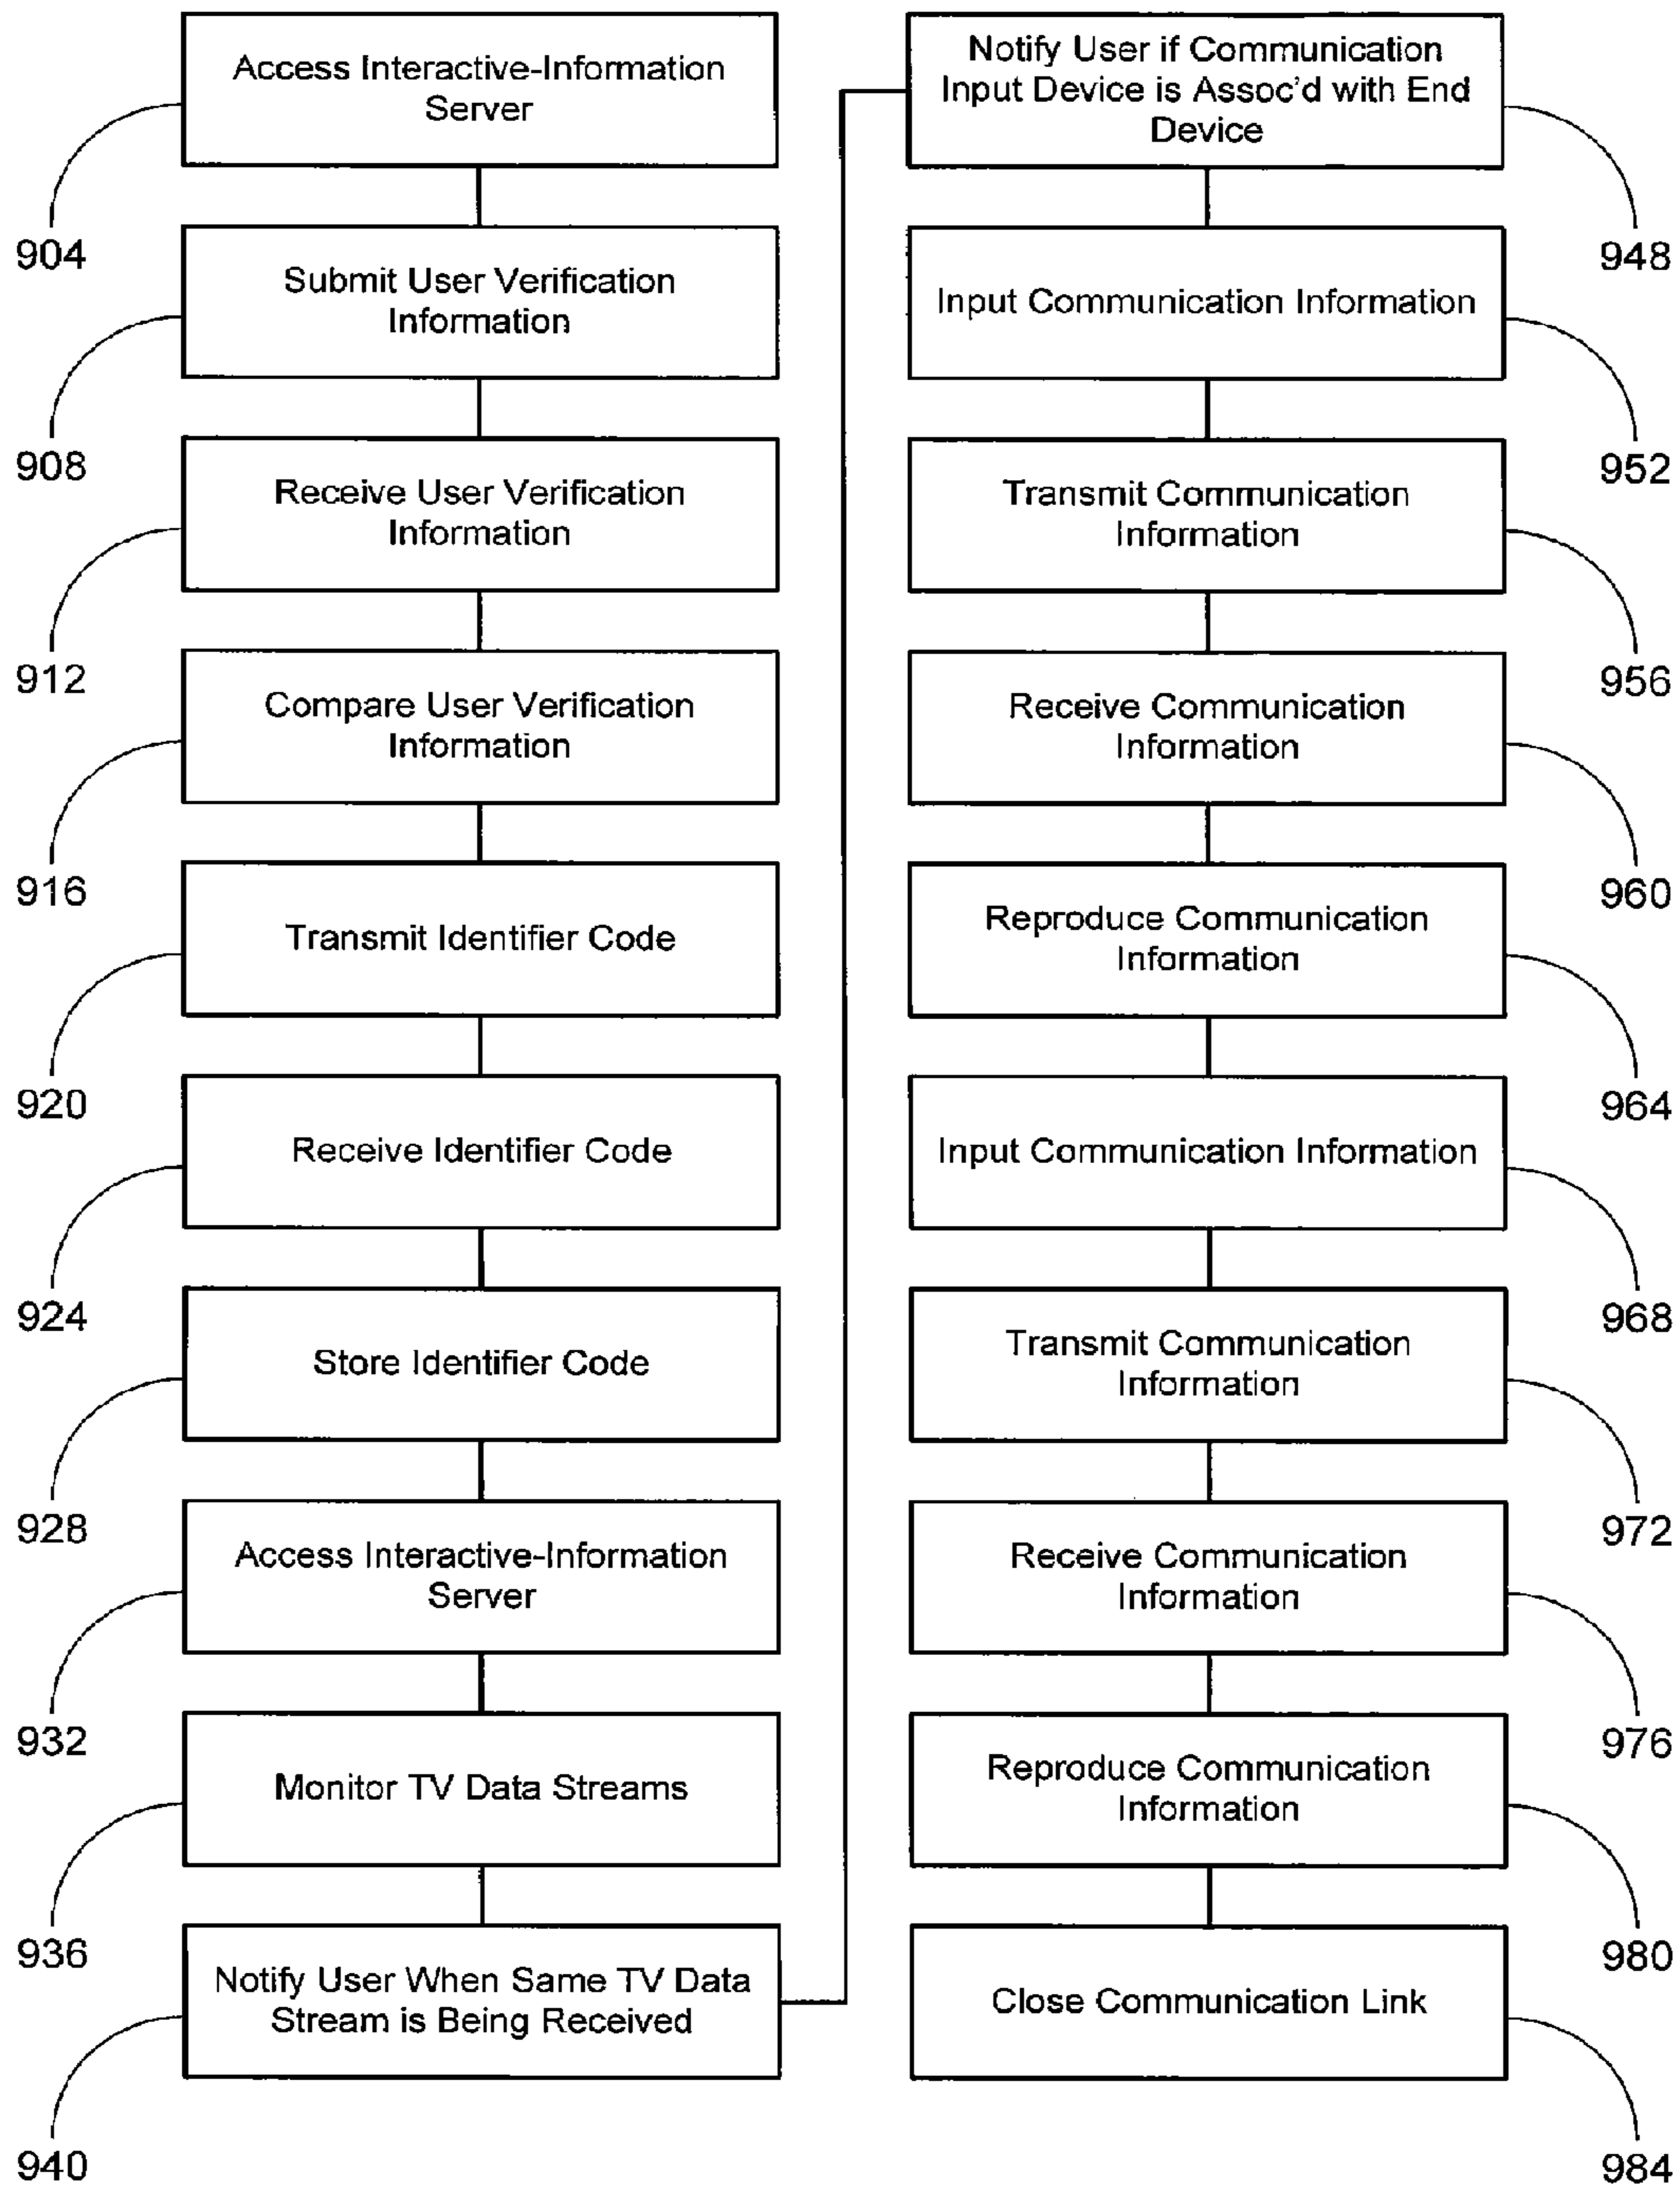 Access Interactive-Information
Server
904
Submit User Verification
Information
908
Receive User Verification
Information
912
Compare User Verification
Information
916
Transmit Identifier Code
920
Receive Identifier Code
924
Store Identifier Code
928
Access Interactive-Information
Server
932
Monitor TV Data Streams
936
Notify User When Same TV Data
Stream is Being Received
940
Notify User if Communication
Input Device is Assoc'd with End
Device
948
Input Communication Information
952
Transmit Communication
Information
956
Receive Communication
Information
960
Reproduce Communication
Information
964
Input Communication Information
968
Transmit Communication
Information
972
Receive Communication
Information
976
Reproduce Communication
Information
980
Close Communication Link
984